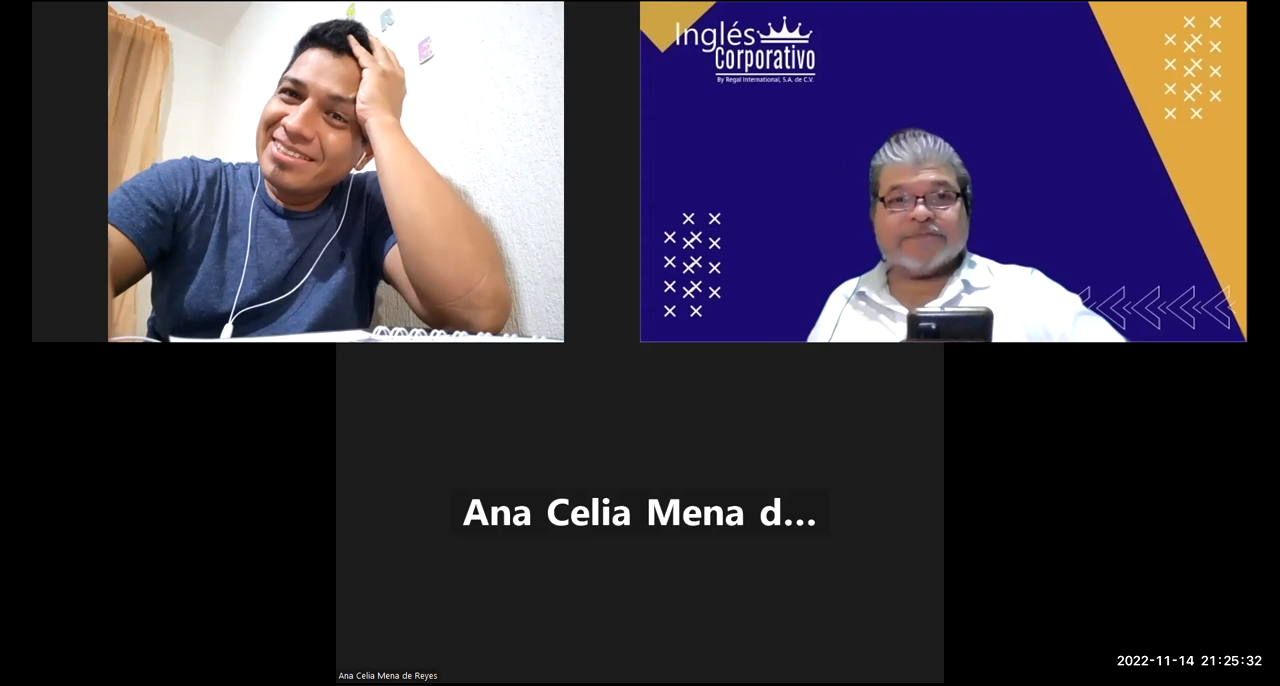 Inglés
Corporativo
By Regal International, S.A. de C.V.
Ana Celia Mena d...
Ana Celia Mena de Reyes
2022-11-14 21:25:32